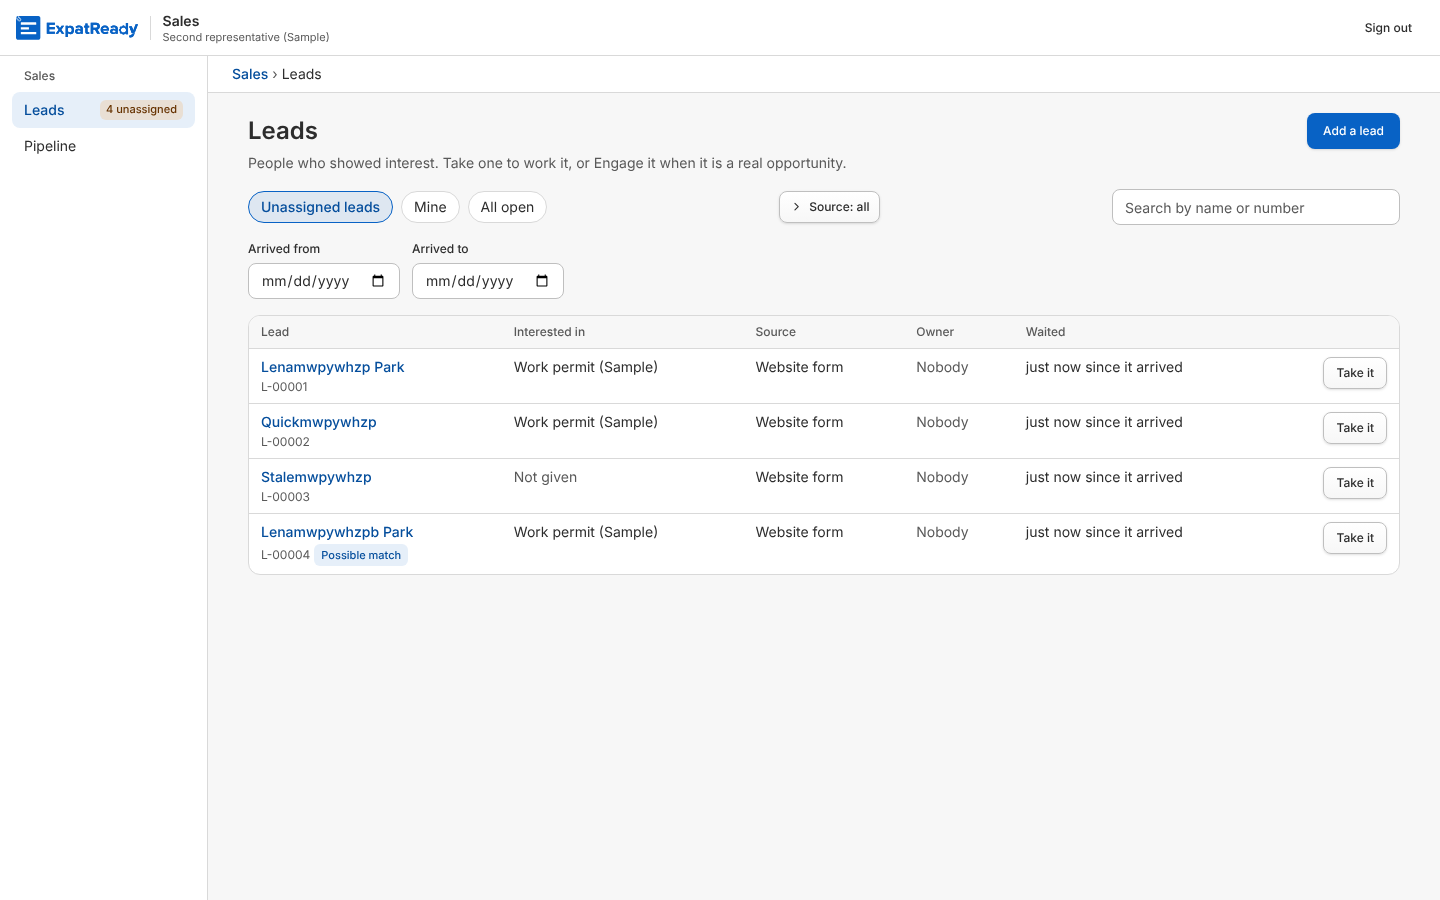 ExpatReady
Sales
Second representative (Sample)
Sign out
Sales
Leads
4 unassigned
Pipeline
Sales › Leads
Leads
Add a lead
People who showed interest. Take one to work it, or Engage it when it is a real opportunity.
Unassigned leads
Mine
All open
Source: all
Search by name or number
Arrived from
Arrived to
mm/dd/yyyy
mm/dd/yyyy
Lead Interested in Source Owner Waited
Lenamwpywhzp Park Work permit (Sample) Website form Nobody just now since it arrived Take it
L-00001
Quickmwpywhzp Work permit (Sample) Website form Nobody just now since it arrived Take it
L-00002
Stalemwpywhzp Not given Website form Nobody just now since it arrived Take it
L-00003
Lenamwpywhzpb Park Work permit (Sample) Website form Nobody just now since it arrived Take it
L-00004 Possible match